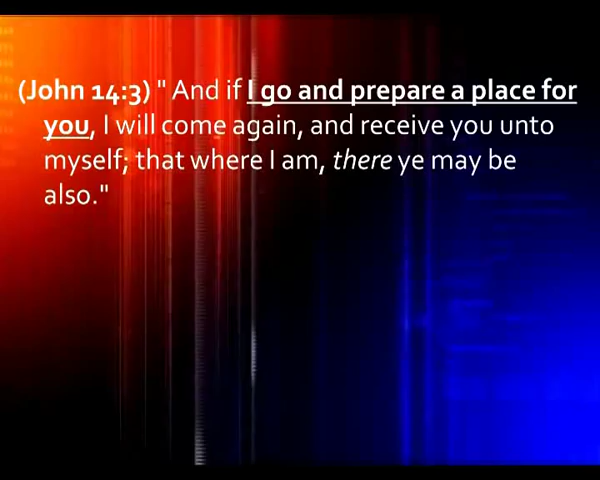 (John 14:3) " And if I go and prepare a place for
you, I will come again, and receive you unto
myself; that where I am, there ye may be
also."